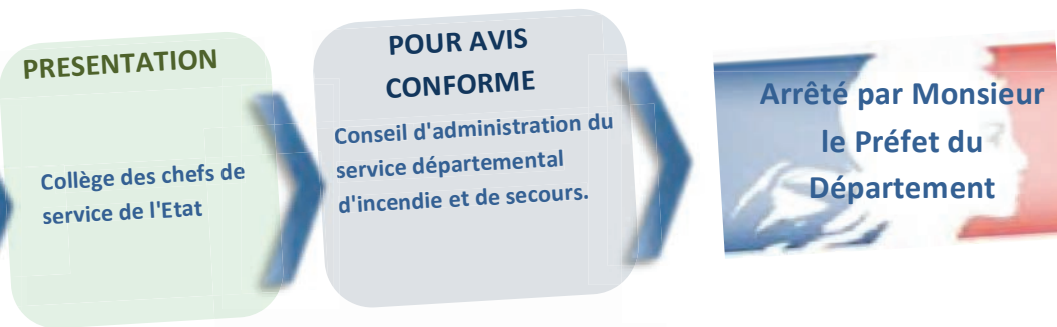 PRESENTATION
Collège des chefs de
service de l'Etat
POUR AVIS
CONFORME
Conseil d'administration du
service départemental
d'incendie et de secours.
Arrêté par Monsieur
le Préfet du
Département